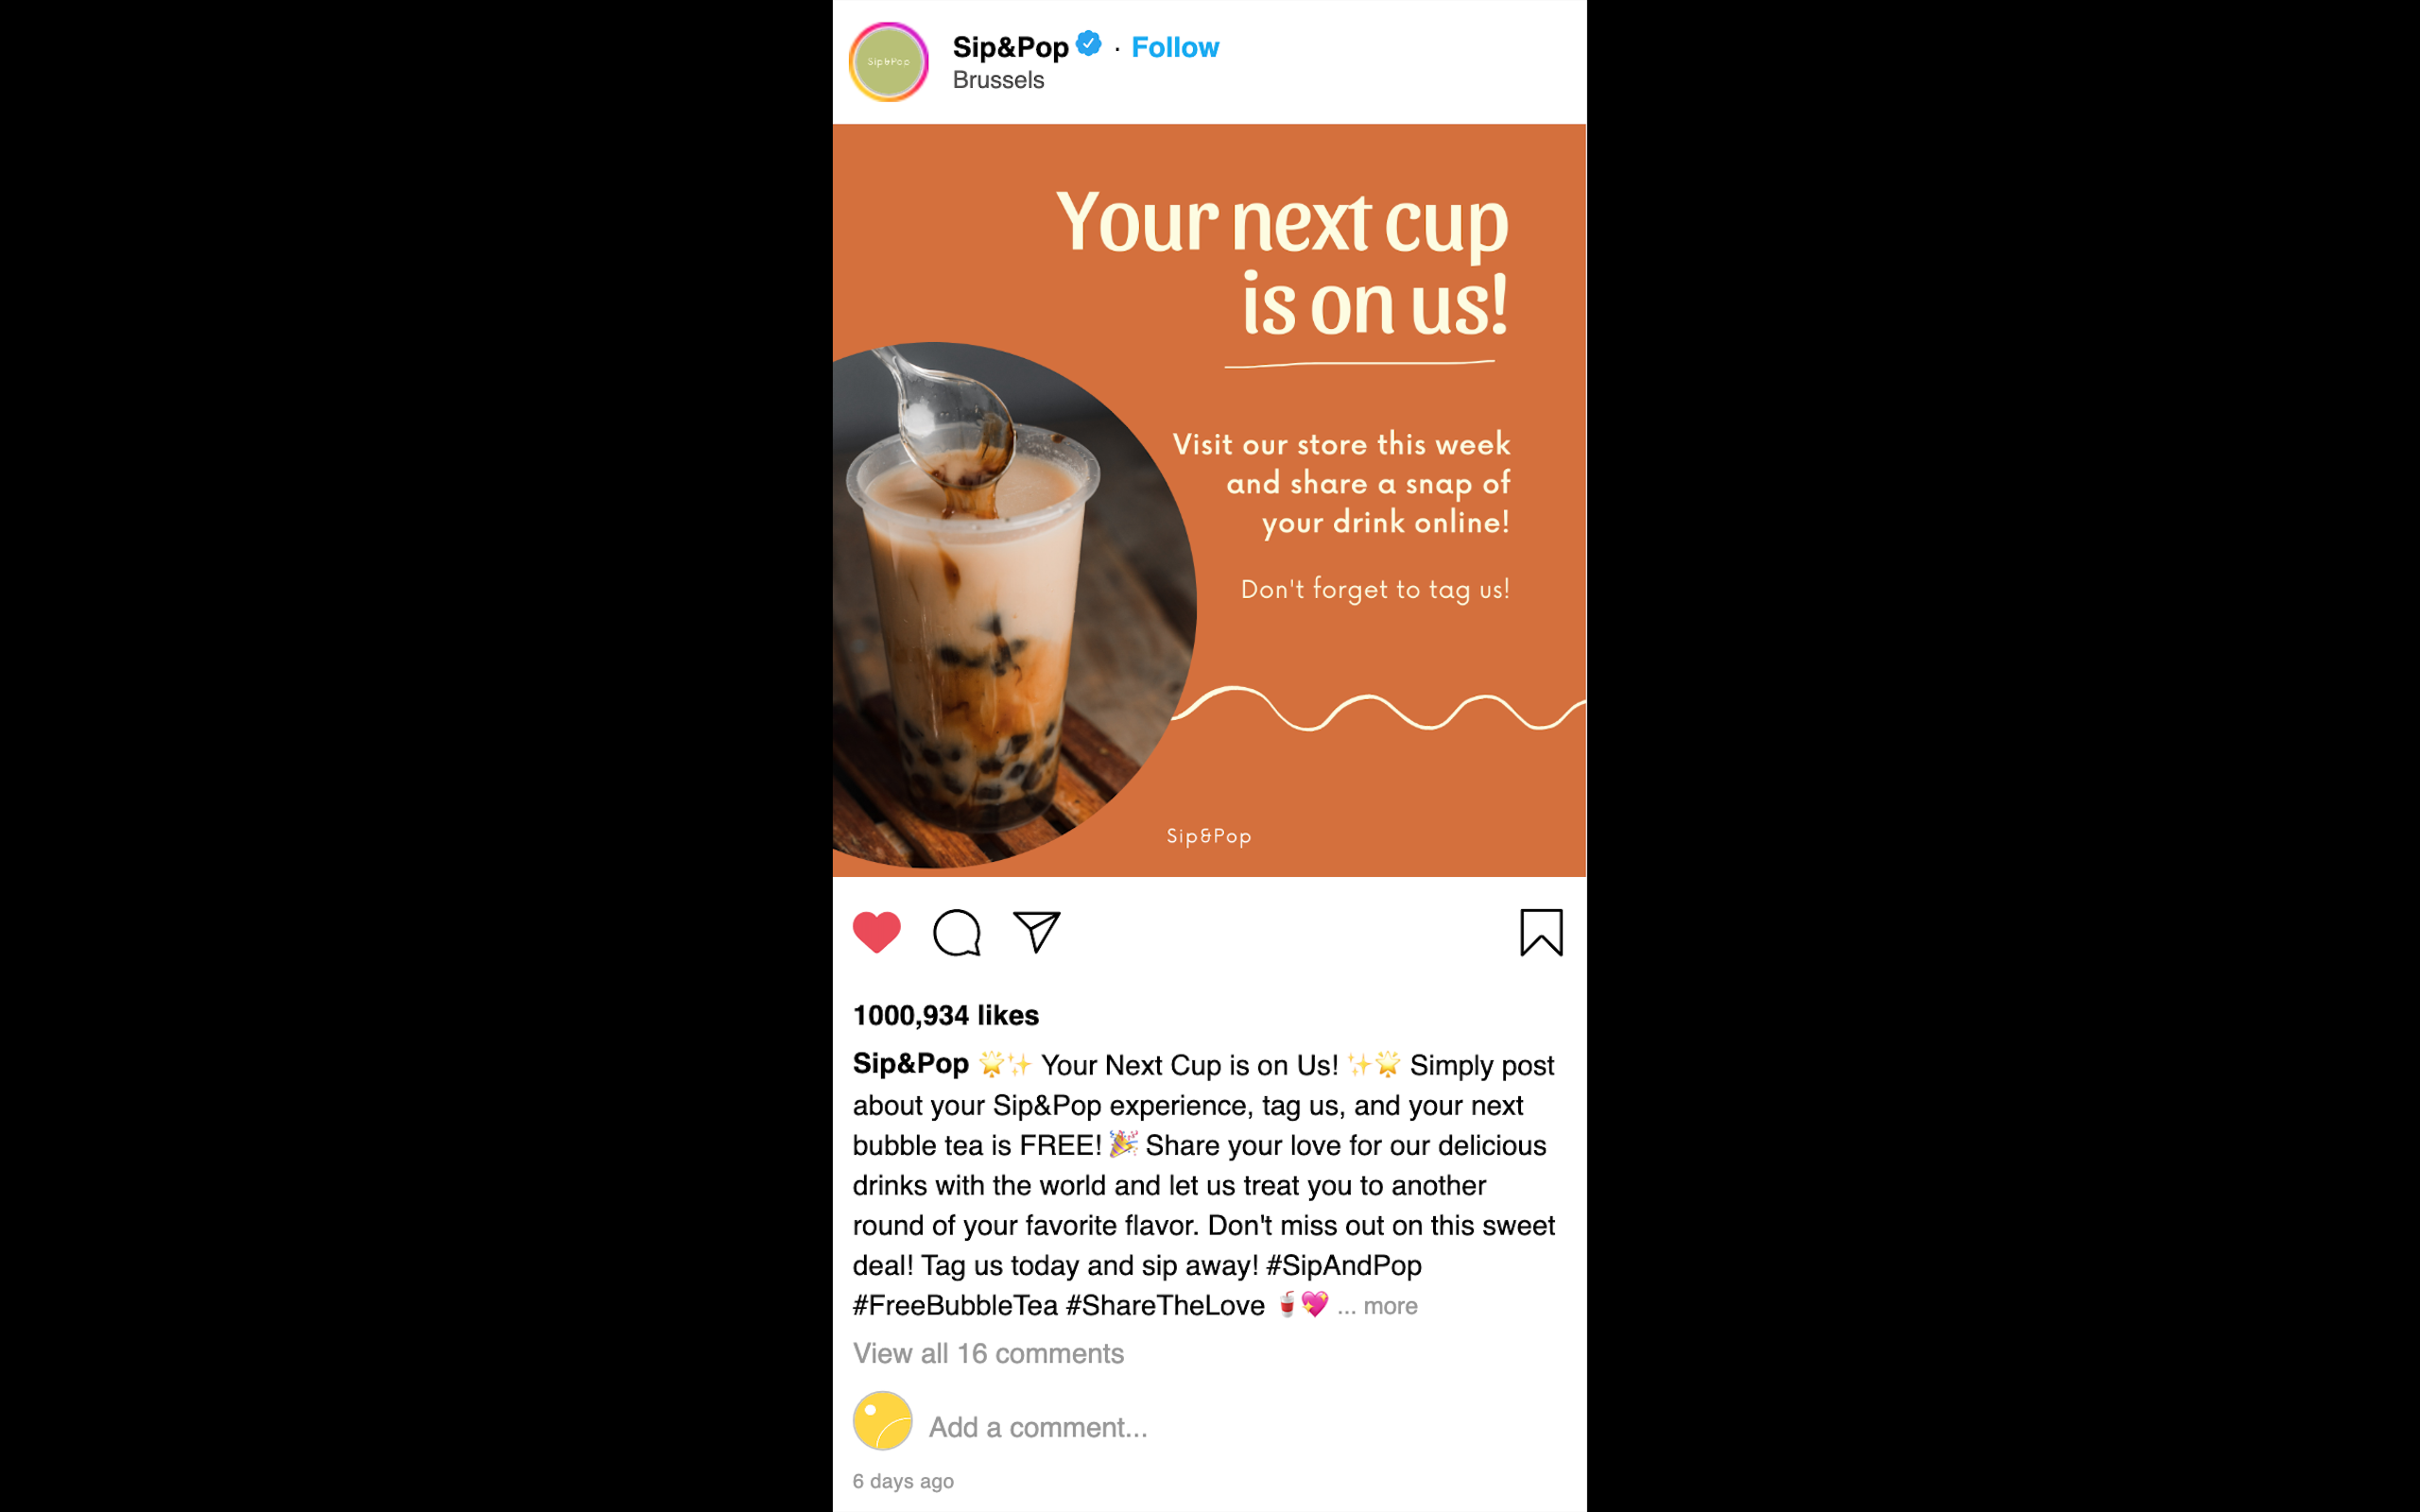 Sip&Pop
Sip&Pop · Follow
Brussels
Your next cup
is on us!
Visit our store this week
and share a snap of
your drink online!
Don't forget to tag us!
Sip&Pop
1000,934 likes
Sip&Pop 🌟✨ Your Next Cup is on Us! ✨🌟 Simply post
about your Sip&Pop experience, tag us, and your next
bubble tea is FREE! 🎉 Share your love for our delicious
drinks with the world and let us treat you to another
round of your favorite flavor. Don't miss out on this sweet
deal! Tag us today and sip away! #SipAndPop
#FreeBubbleTea #ShareTheLove 🥤💖 ... more
View all 16 comments
Add a comment...
6 days ago